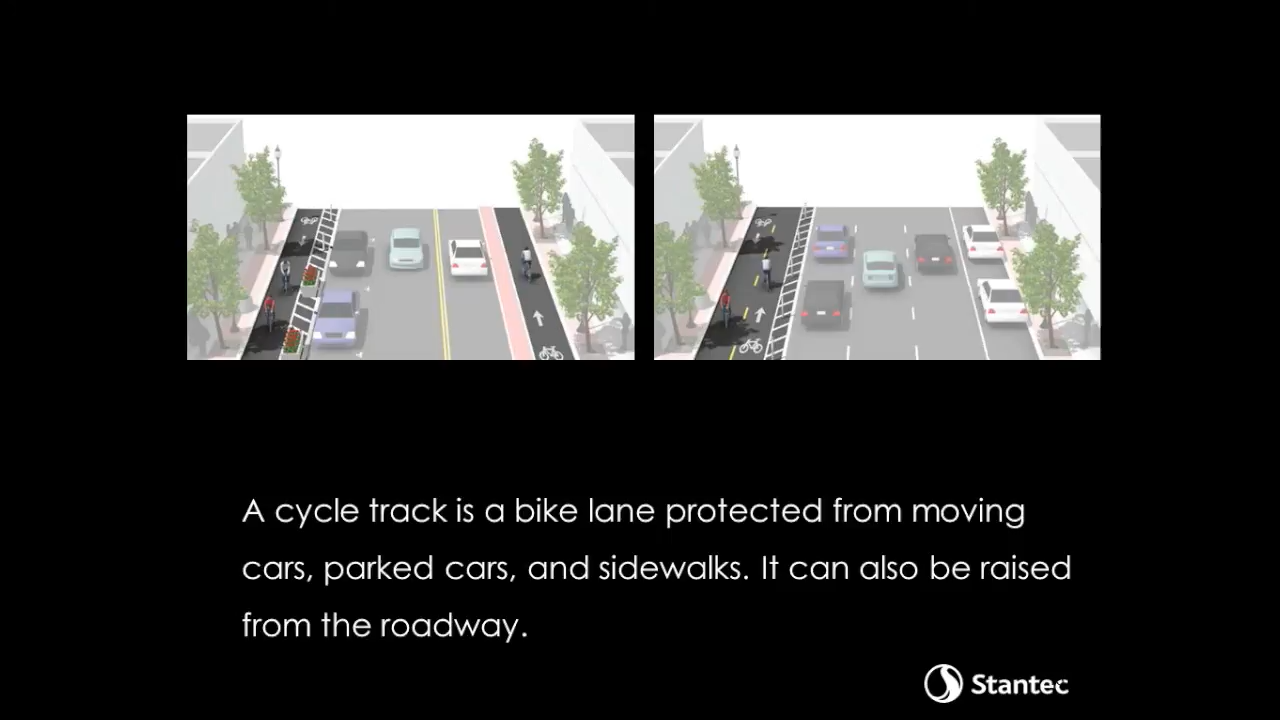 A cycle track is a bike lane protected from moving
cars, parked cars, and sidewalks. It can also be raised
from the roadway.
Stantec